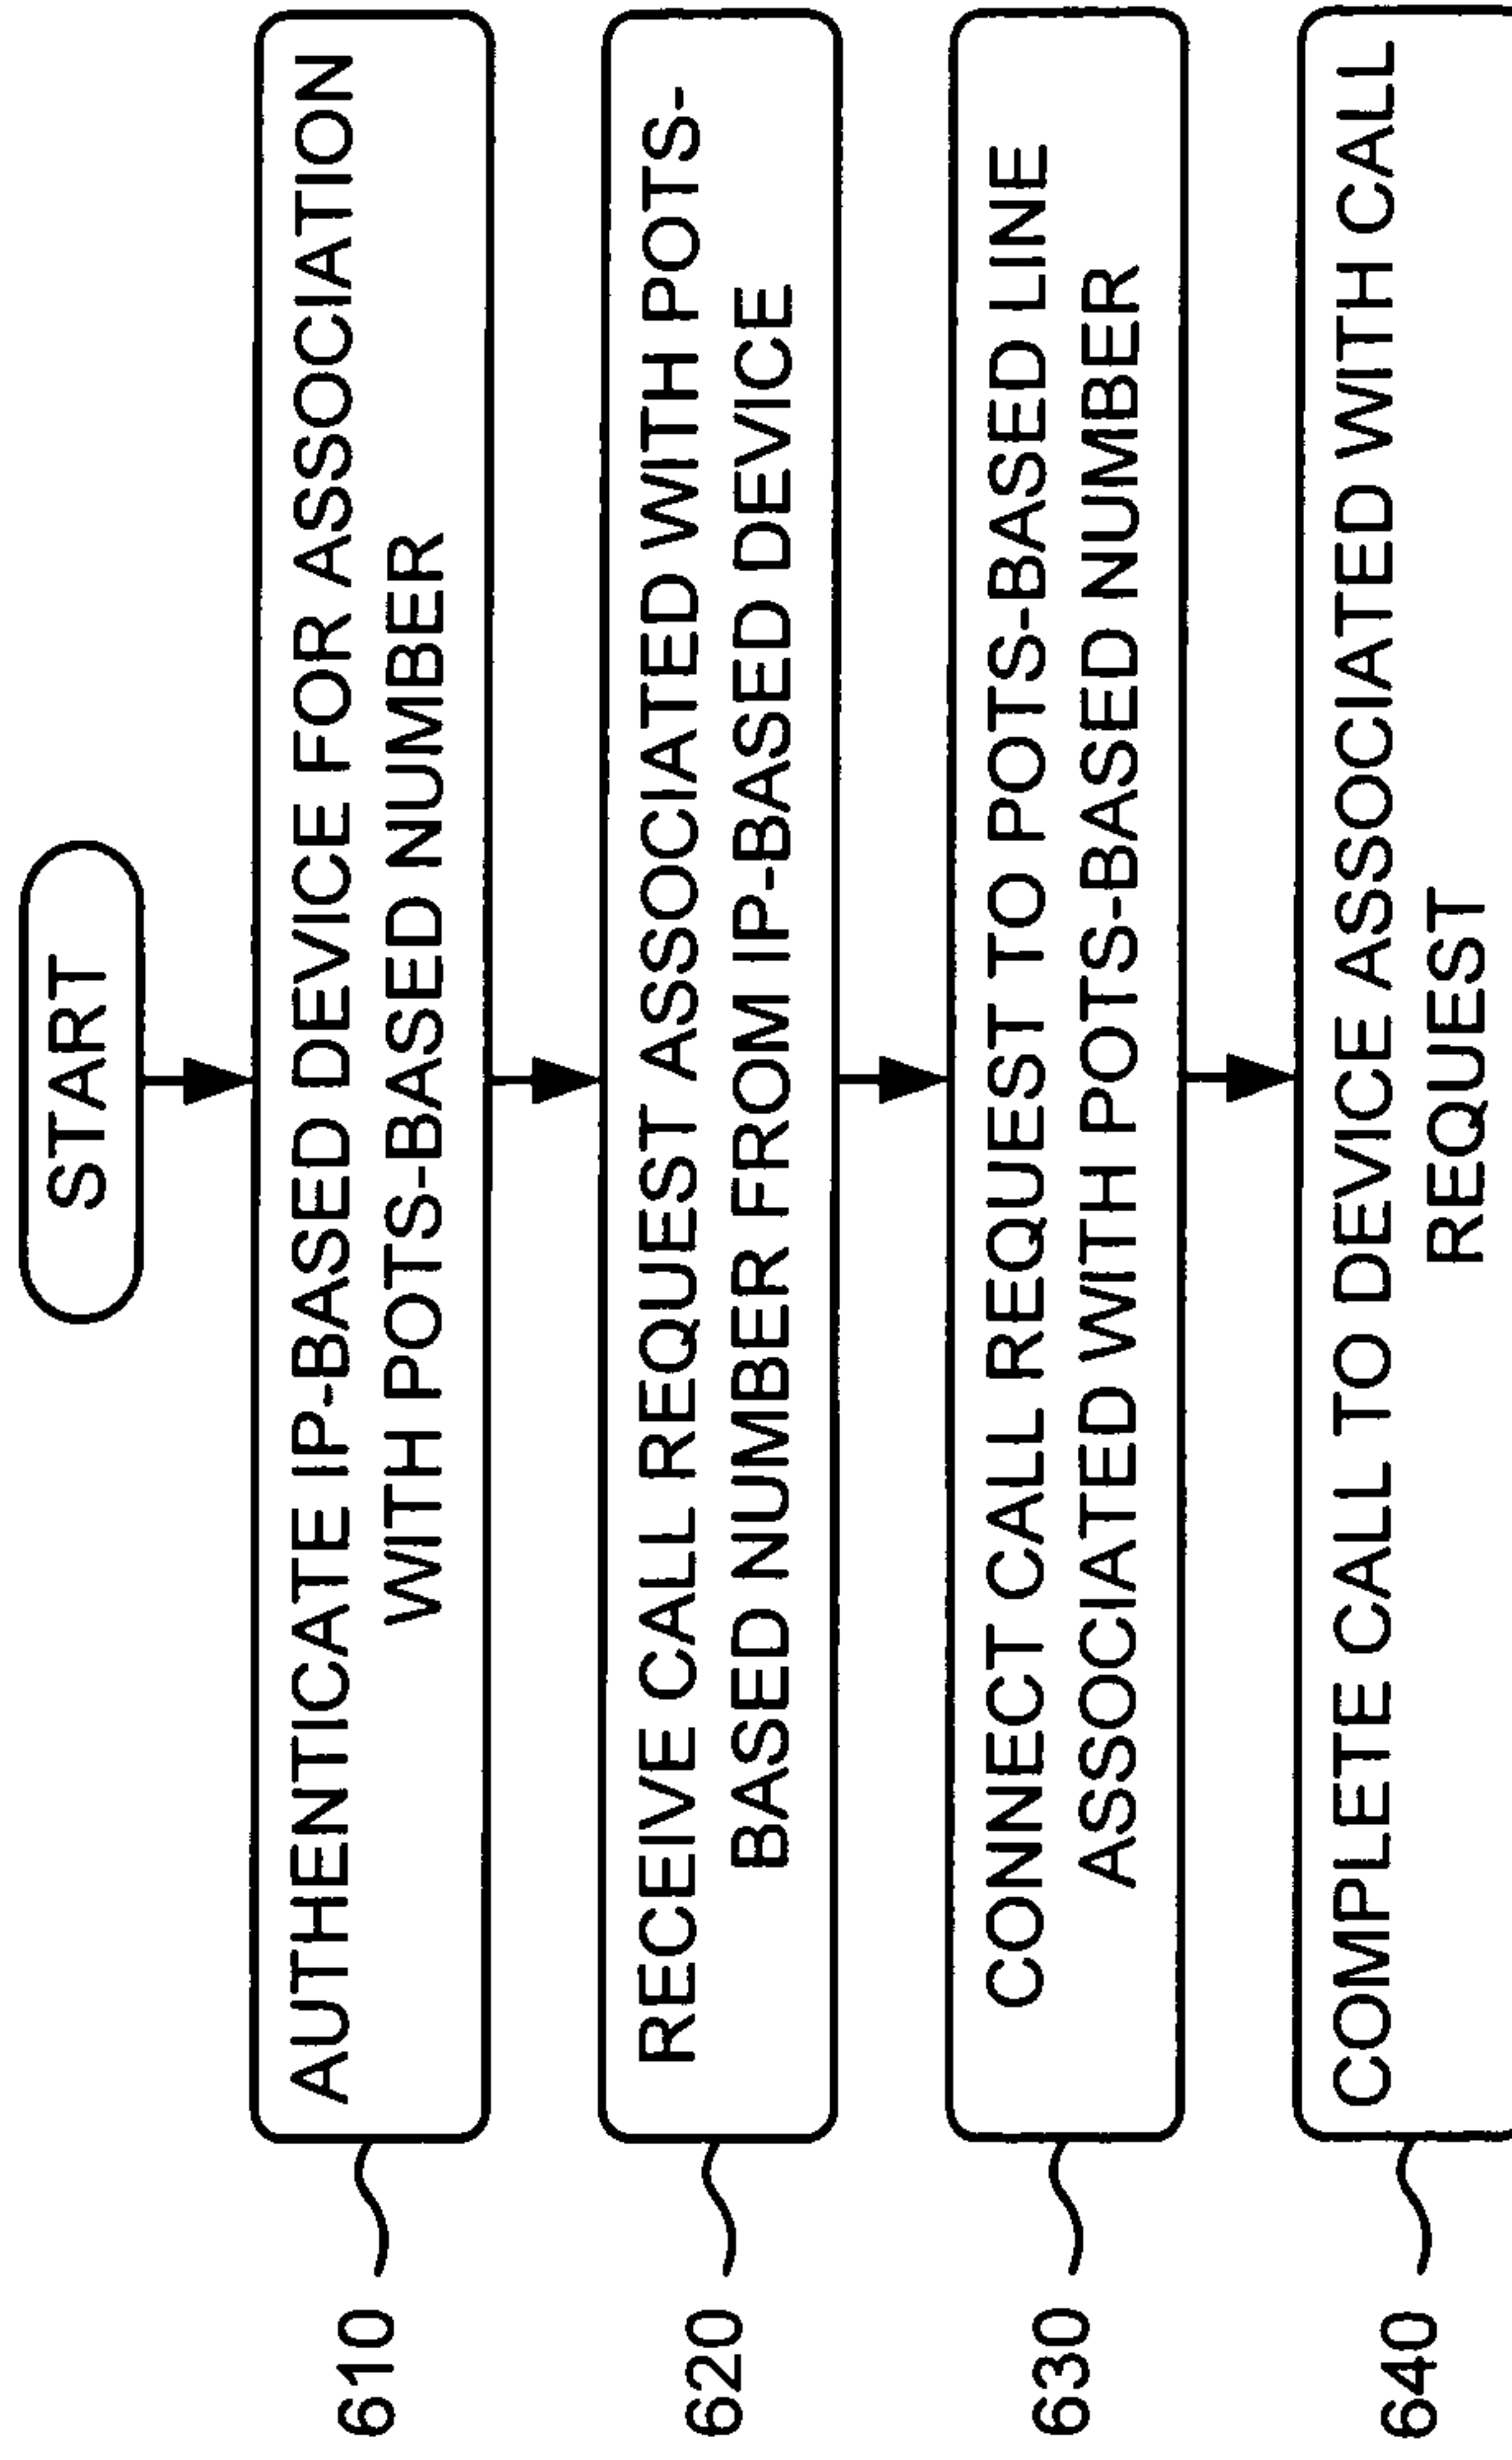 START
610
AUTHENTICATE IP-BASED DEVICE FOR ASSOCIATION
WITH POTS-BASED NUMBER
620
RECEIVE CALL REQUEST ASSOCIATED WITH POTS-
BASED NUMBER FROM IP-BASED DEVICE
630
CONNECT CALL REQUEST TO POTS-BASED LINE
ASSOCIATED WITH POTS-BASED NUMBER
640
COMPLETE CALL TO DEVICE ASSOCIATED WITH CALL
REQUEST